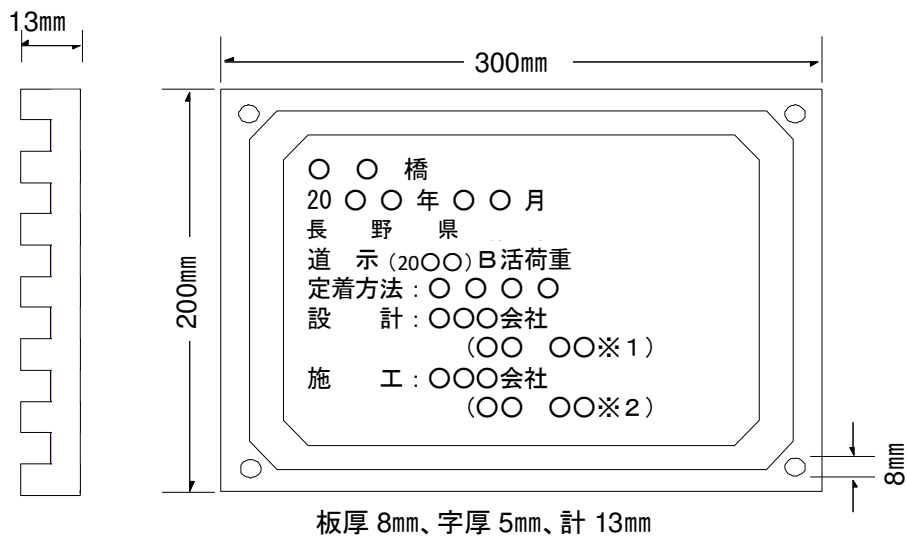 13㎜
300㎜
200㎜
○ ○ 橋
20 ○ ○ 年 ○ ○ 月
長 野 県
道 示 (20○○) B活荷重
定着方法：○ ○ ○ ○
設 計：○○○会社
(○○ ○○※1)
施 工：○○○会社
(○○ ○○※2)
8㎜
板厚 8㎜、字厚 5㎜、計 13㎜